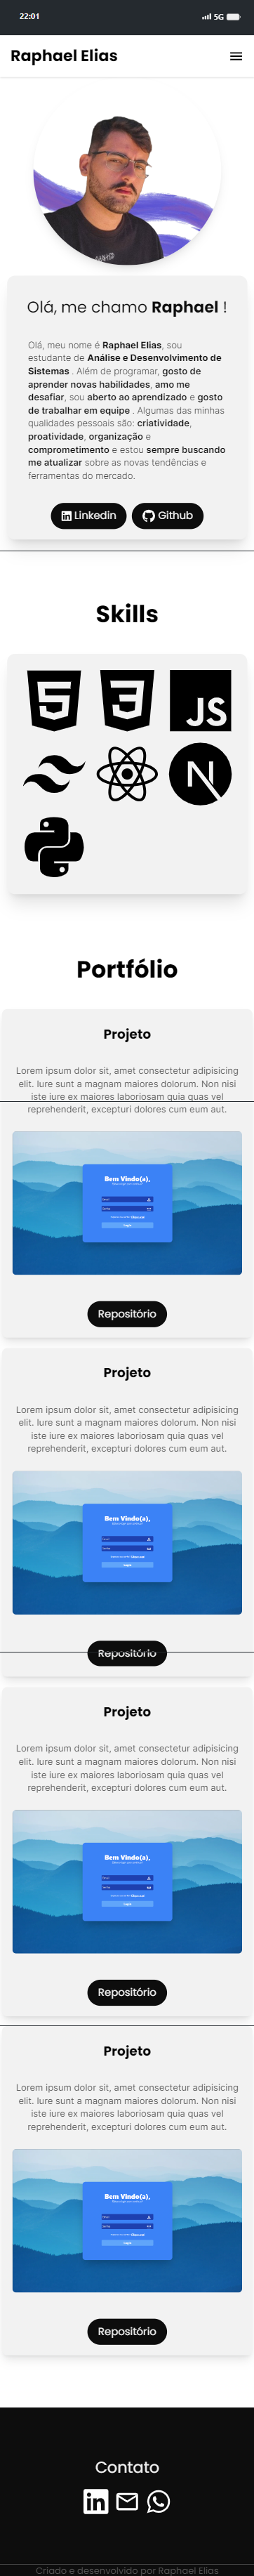 22:01
5G
Raphael Elias
Olá, me chamo Raphael !
Olá, meu nome é Raphael Elias, sou
estudante de Análise e Desenvolvimento de
Sistemas . Além de programar, gosto de
aprender novas habilidades, amo me
desafiar, sou aberto ao aprendizado e gosto
de trabalhar em equipe . Algumas das minhas
qualidades pessoais são: criatividade,
proatividade, organização e
comprometimento e estou sempre buscando
me atualizar sobre as novas tendências e
ferramentas do mercado.
Linkedin
Github
Skills
5
3
JS
N
Portfólio
Projeto
Lorem ipsum dolor sit, amet consectetur adipisicing
elit. Iure sunt a magnam maiores dolorum. Non nisi
iste iure ex maiores laboriosam quia quas vel
reprehenderit, excepturi dolores cum eum aut.
Bem Vindo(a),
Repositório
Projeto
Lorem ipsum dolor sit, amet consectetur adipisicing
elit. Iure sunt a magnam maiores dolorum. Non nisi
iste iure ex maiores laboriosam quia quas vel
reprehenderit, excepturi dolores cum eum aut.
Bem Vindo(a),
Repositório
Projeto
Lorem ipsum dolor sit, amet consectetur adipisicing
elit. Iure sunt a magnam maiores dolorum. Non nisi
iste iure ex maiores laboriosam quia quas vel
reprehenderit, excepturi dolores cum eum aut.
Bem Vindo(a),
Repositório
Projeto
Lorem ipsum dolor sit, amet consectetur adipisicing
elit. Iure sunt a magnam maiores dolorum. Non nisi
iste iure ex maiores laboriosam quia quas vel
reprehenderit, excepturi dolores cum eum aut.
Bem Vindo(a),
Repositório
Contato
in
Criado e desenvolvido por Raphael Elias